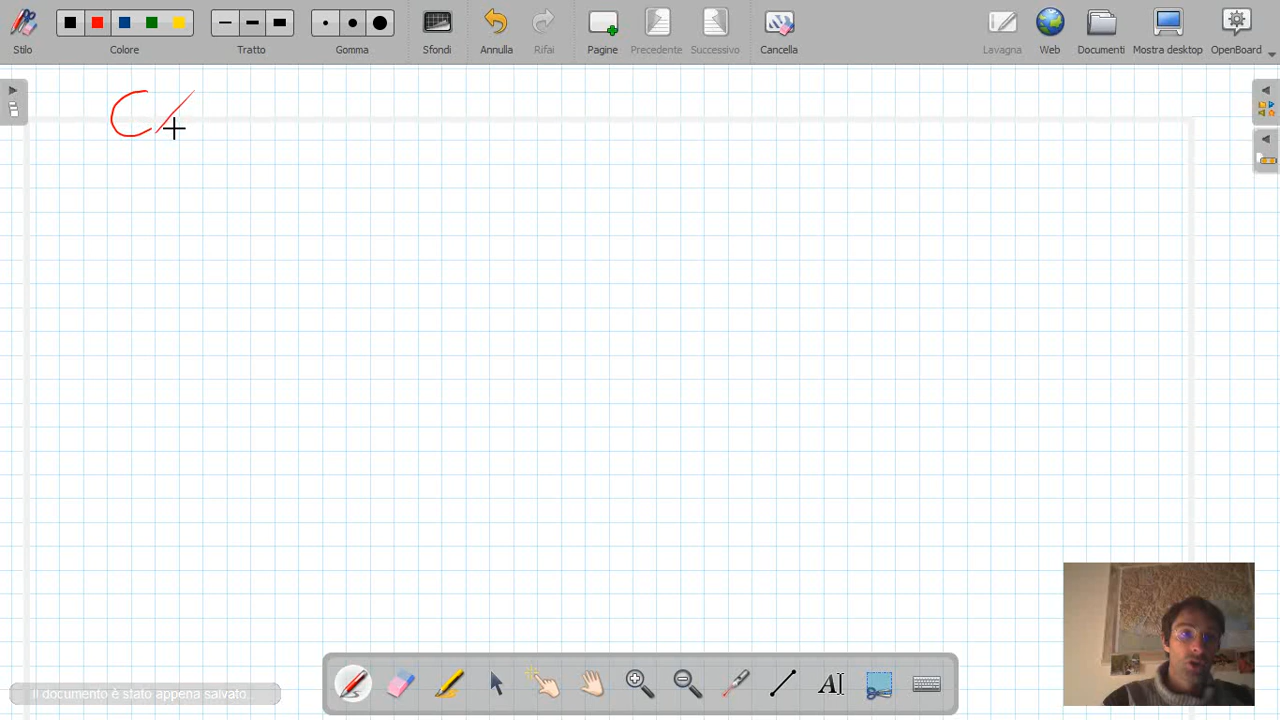 Stilo
Colore
Tratto
Gomma
Sfondi
Annulla
Rifai
Pagine
Precedente
Successivo
Cancella
Lavagna
Web
Documenti
Mostra desktop
OpenBoard
C
AI
Il documento è stato appena salvato.